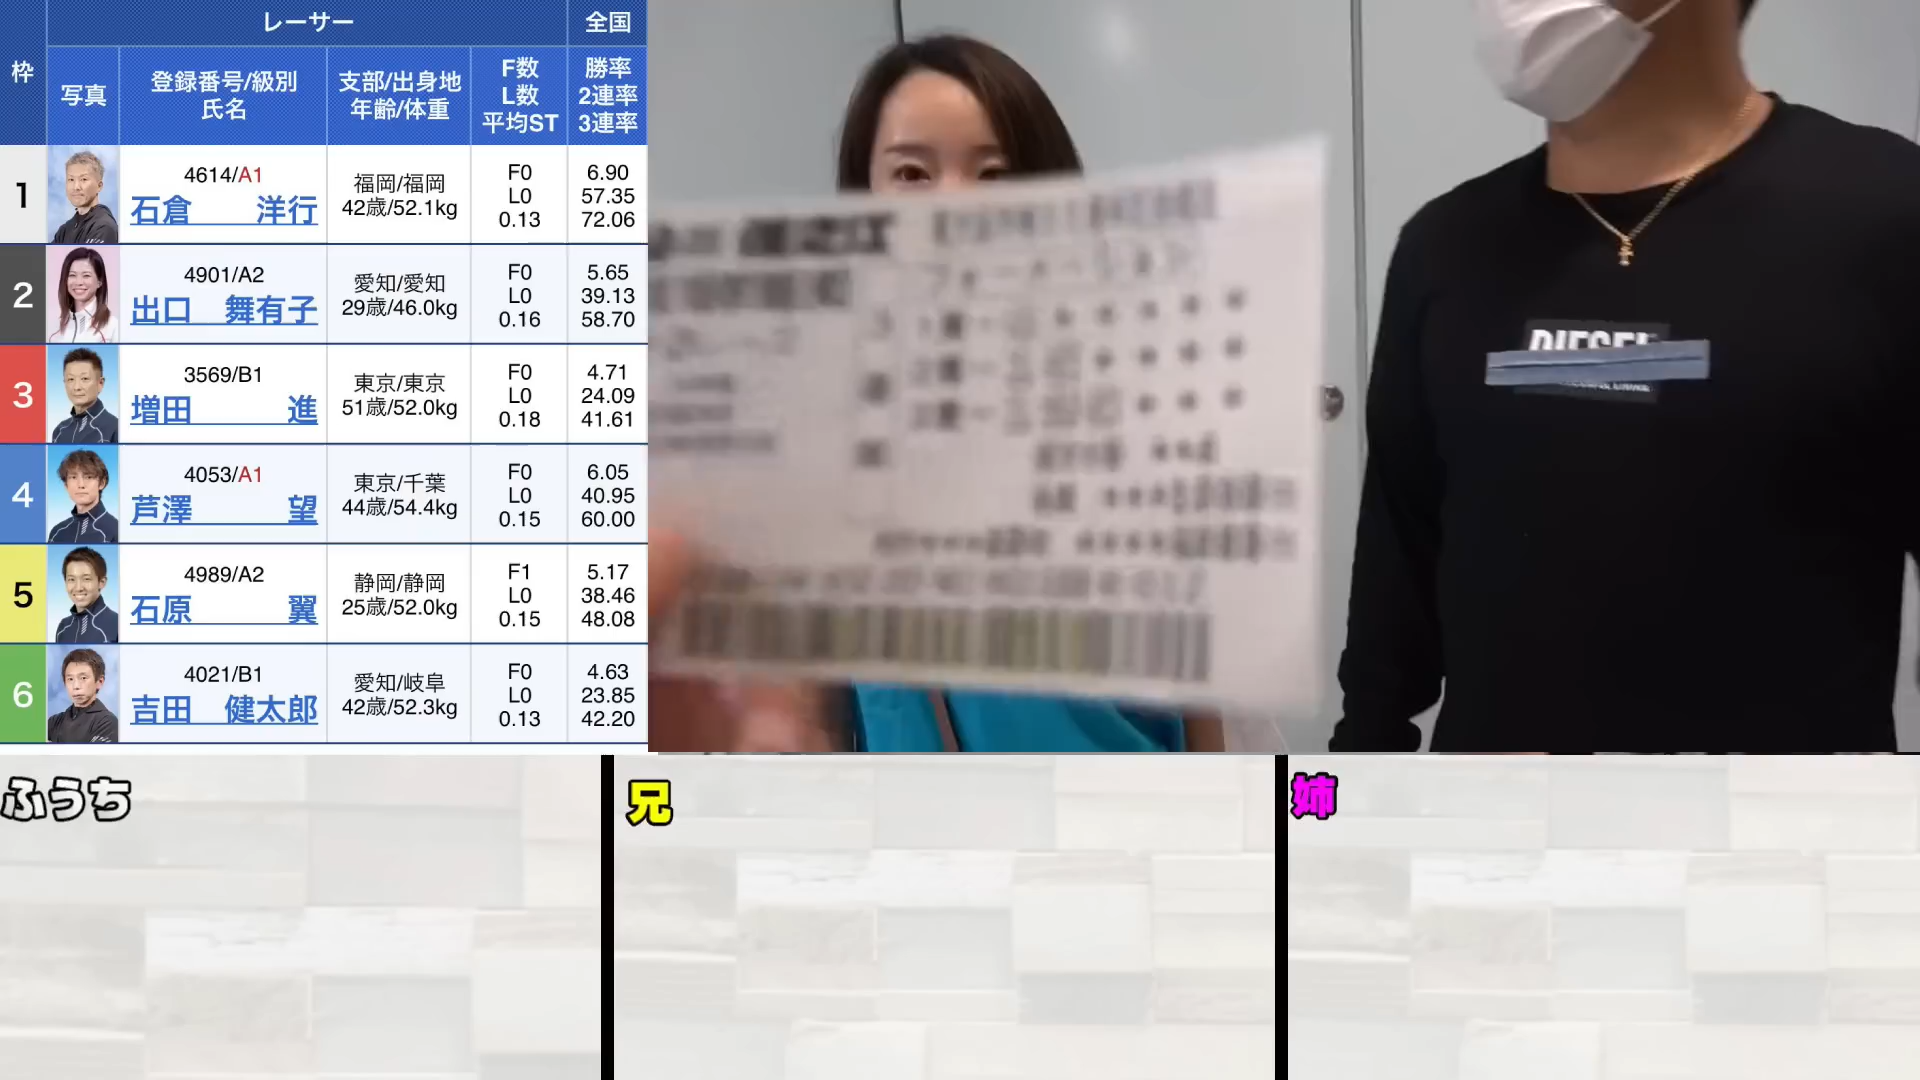 レーサー
全国
枠
写真
登録番号/級別
氏名
支部/出身地
年齢/体重
F数
L数
平均ST
勝率
2連率
3連率
1
4614/A1
石倉 洋行
福岡/福岡
42歳/52.1kg
F0
L0
0.13
6.90
57.35
72.06
2
4901/A2
出口 舞有子
愛知/愛知
29歳/46.0kg
F0
L0
0.16
5.65
39.13
58.70
3
3569/B1
増田 進
東京/東京
51歳/52.0kg
F0
L0
0.18
4.71
24.09
41.61
4
4053/A1
芦澤 望
東京/千葉
44歳/54.4kg
F0
L0
0.15
6.05
40.95
60.00
5
4989/A2
石原 翼
静岡/静岡
25歳/52.0kg
F1
L0
0.15
5.17
38.46
48.08
6
4021/B1
吉田 健太郎
愛知/岐阜
42歳/52.3kg
F0
L0
0.13
4.63
23.85
42.20
フォーメーション
DIESEL
ふうち
兄
姉